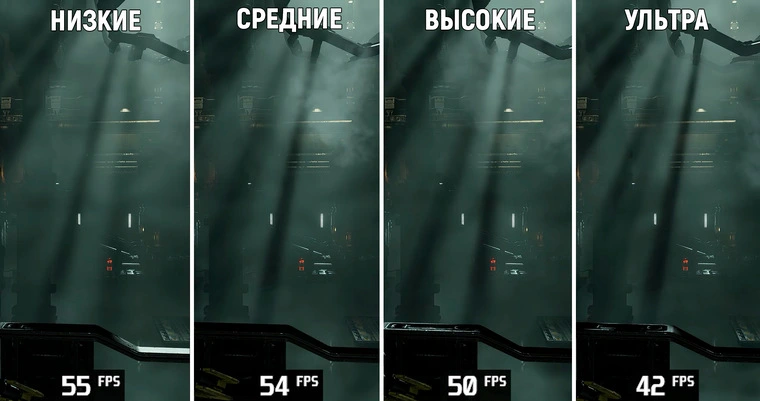 НИЗКИЕ
СРЕДНИЕ
ВЫСОКИЕ
УЛЬТРА
55 FPS
54 FPS
50 FPS
42 FPS